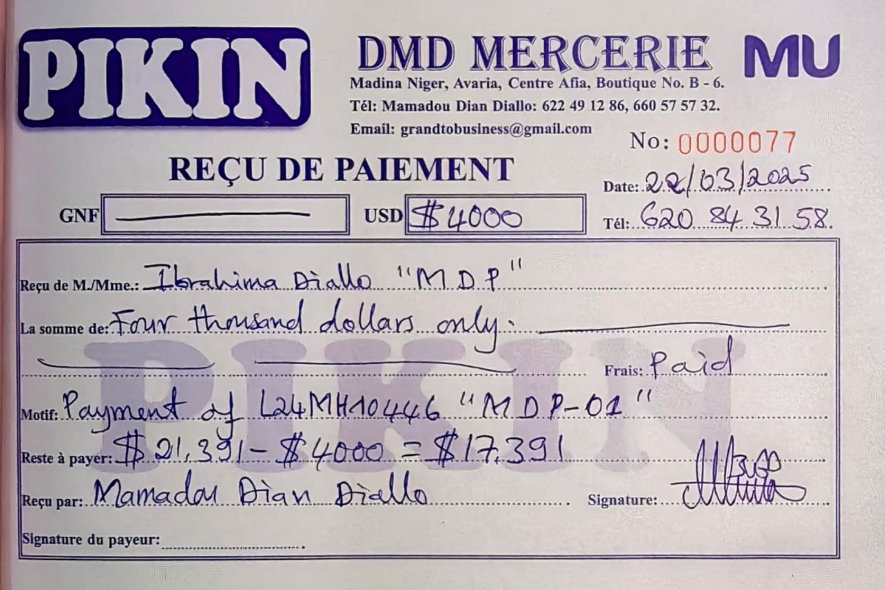 PIKIN
DMD MERCERIE MU
Madina Niger, Avaria, Centre Afia, Boutique No. B - 6.
Tél: Mamadou Dian Diallo: 622 49 12 86, 660 57 57 32.
Email: grandtobusiness@gmail.com
No: 0000077
REÇU DE PAIEMENT
Date: 22/03/2025
GNF USD $4000
Tél: 620 84 31 58.
Reçu de M./Mme.: Ibrahima Diallo "MDP"
La somme de: Four thousand dollars only.
Frais: Paid
Motif: Payment of L24MH10446 "MDP-01"
Reste à payer: $21,391 - $4000 = $17,391
Reçu par: Mamadou Dian Diallo Signature:
Signature du payeur:
PIKIN